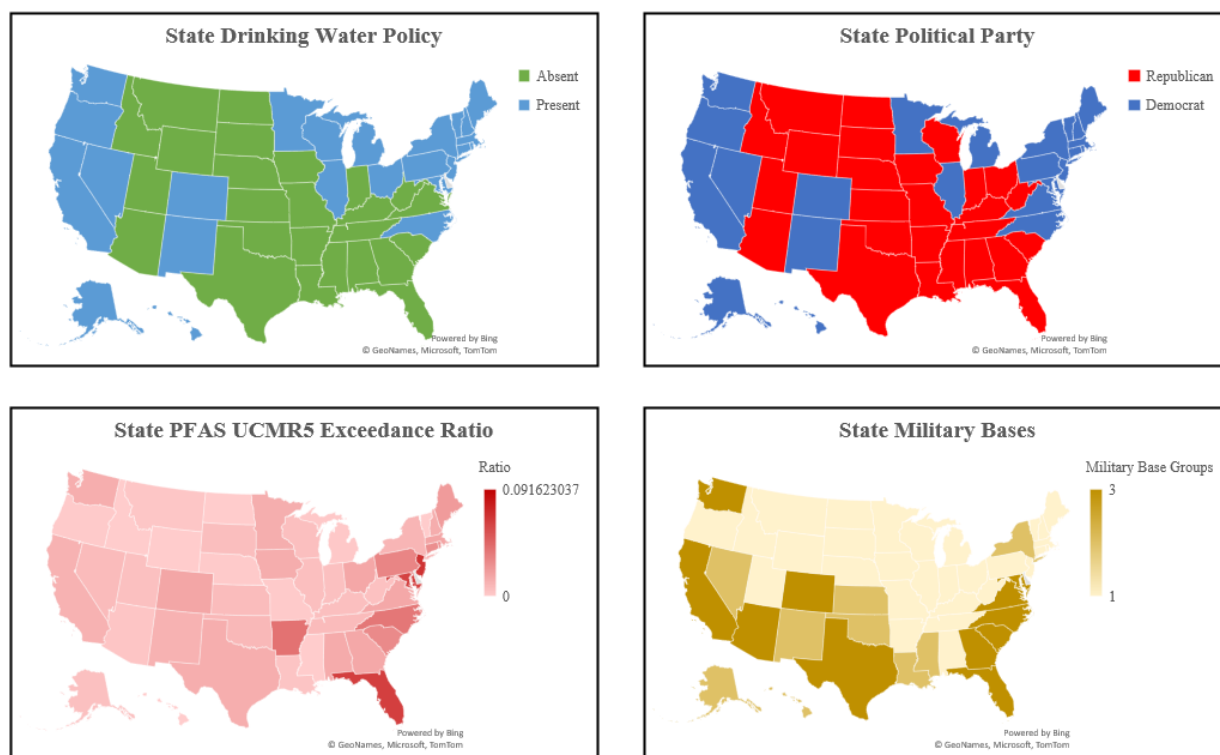 State Drinking Water Policy
Absent
Present
Powered by Bing
© GeoNames, Microsoft, TomTom
State Political Party
Republican
Democrat
Powered by Bing
© GeoNames, Microsoft, TomTom
State PFAS UCMR5 Exceedance Ratio
Ratio
0.091623037
0
Powered by Bing
© GeoNames, Microsoft, TomTom
State Military Bases
Military Base Groups
3
1
Powered by Bing
© GeoNames, Microsoft, TomTom